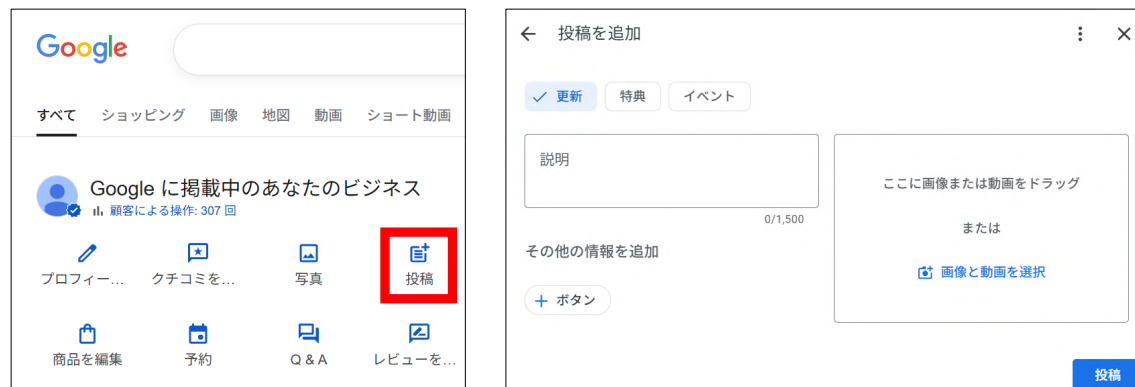 Google
すべて ショッピング 画像 地図 動画 ショート動画
Google に掲載中のあなたのビジネス
顧客による操作: 307 回
プロフィー… クチコミを… 写真 投稿
商品を編集 予約 Q & A レビューを…
投稿を追加
更新 特典 イベント
説明
0/1,500
その他の情報を追加
ボタン
ここに画像または動画をドラッグ
または
画像と動画を選択
投稿